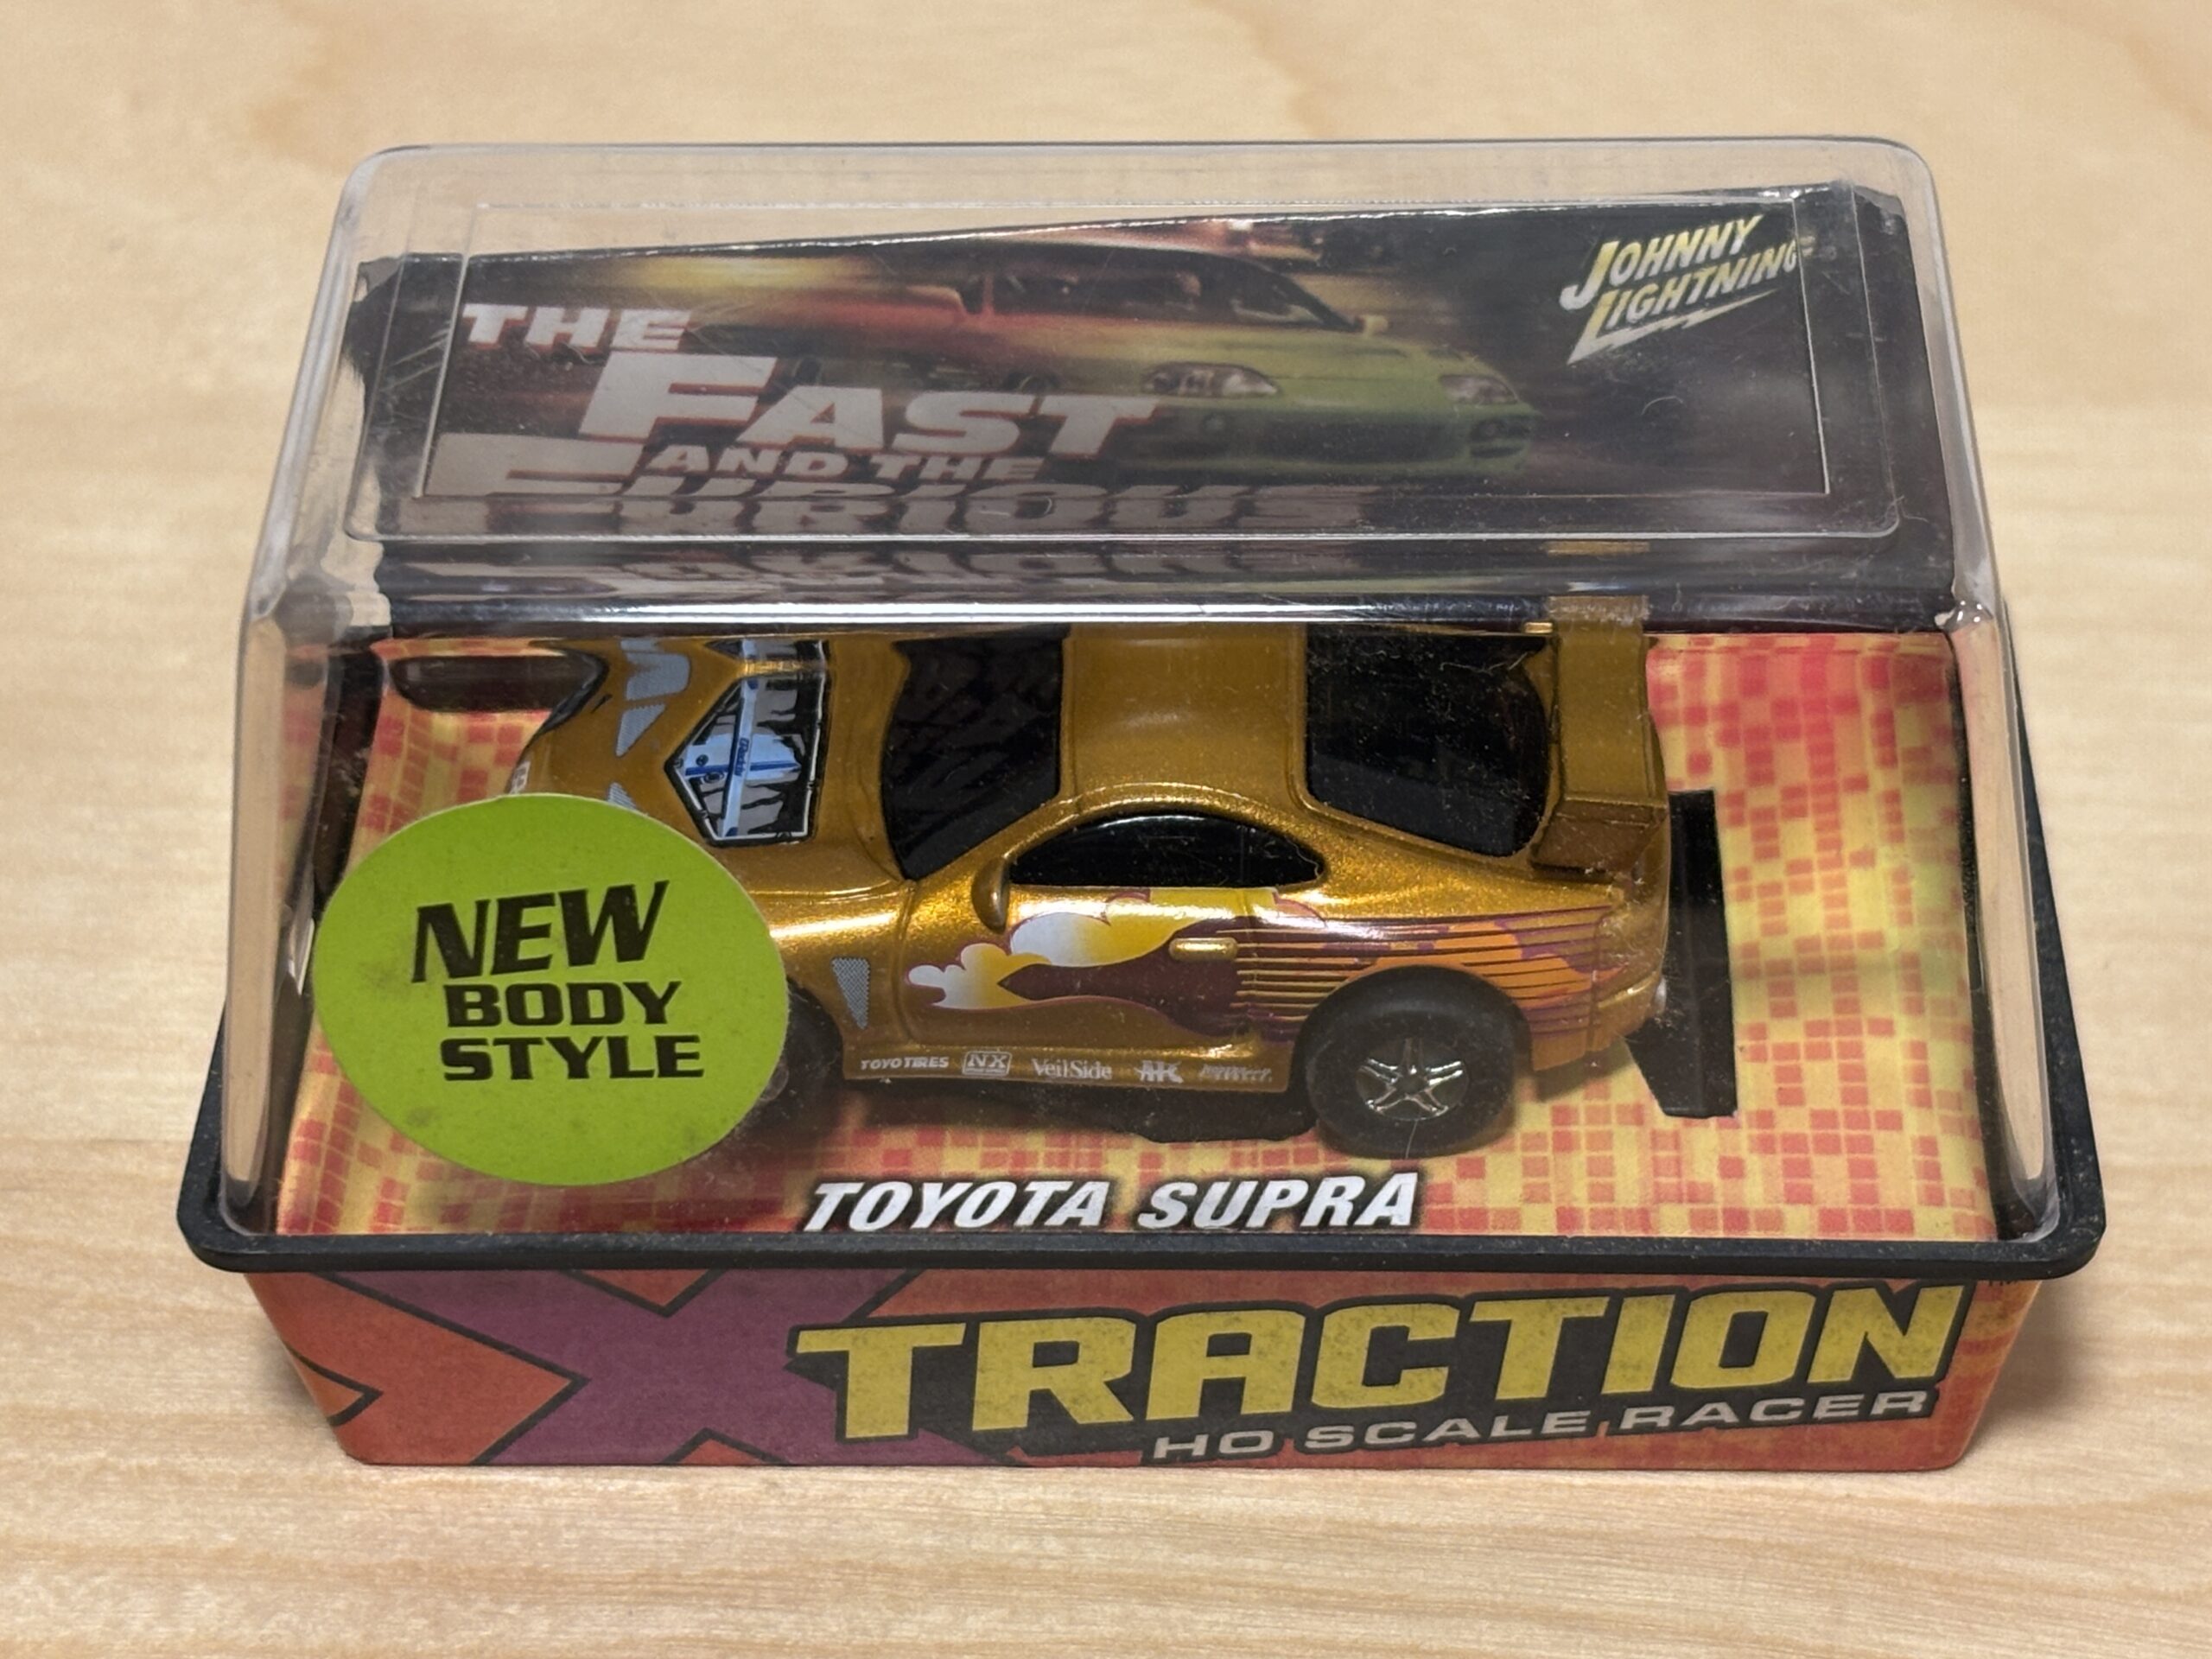 JOHNNY
LIGHTNING
THE
FAST
AND THE
FURIOUS
NEW
BODY
STYLE
TOYO TIRES NX VeilSide
TOYOTA SUPRA
X TRACTION
HO SCALE RACER